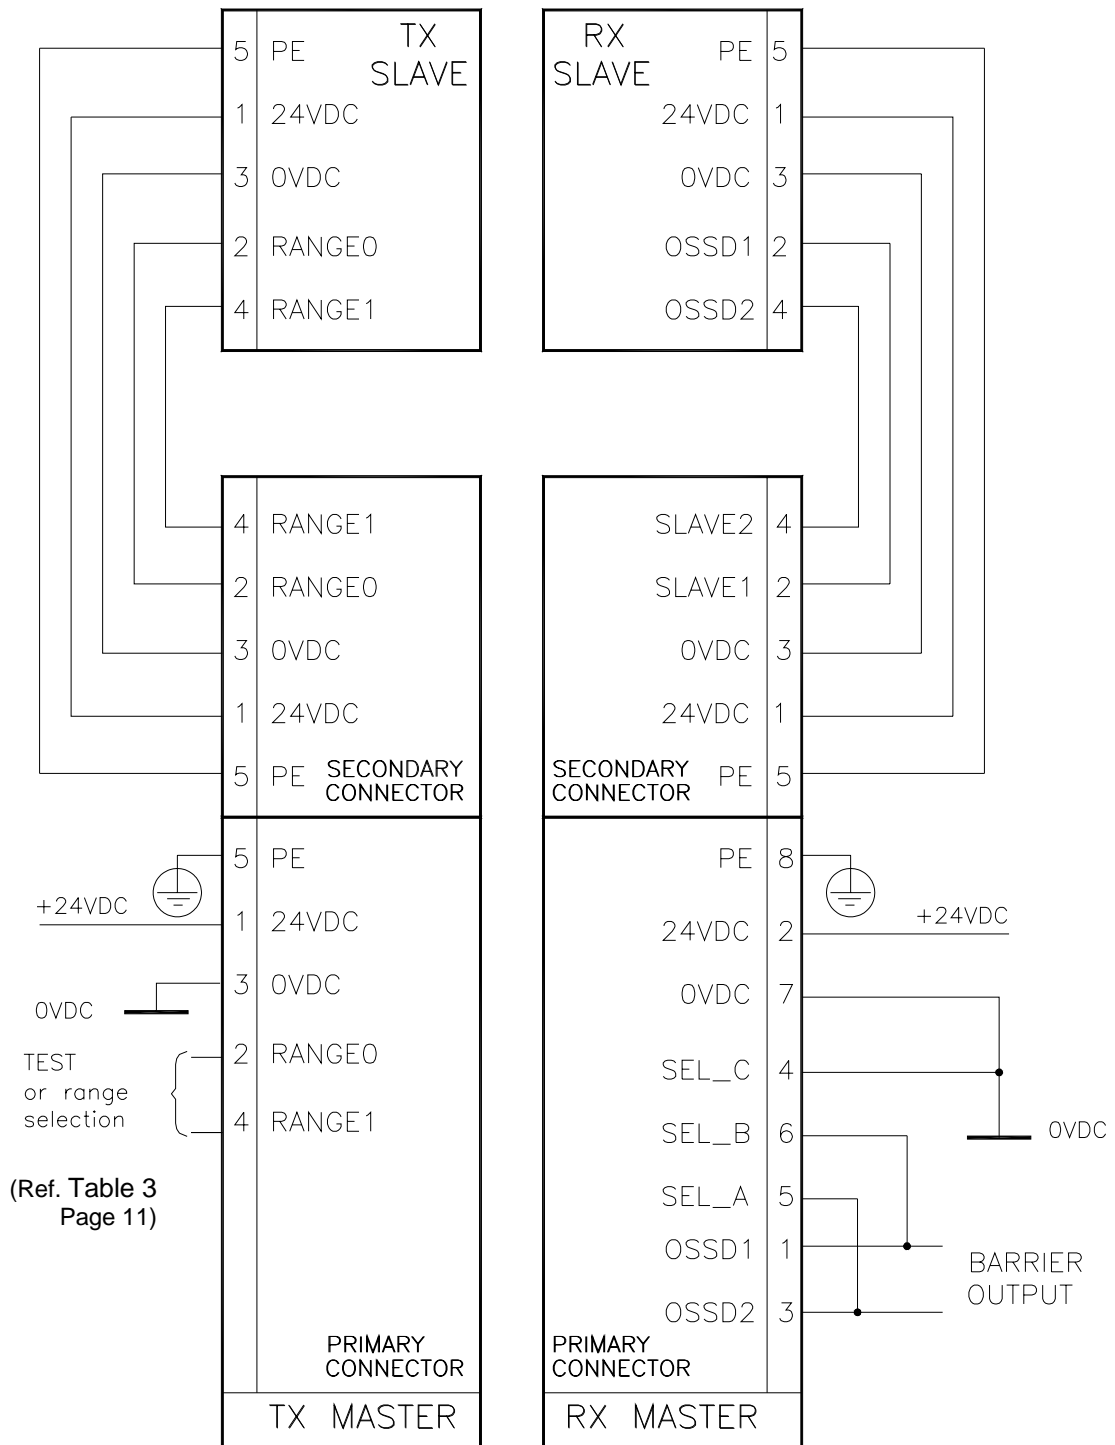 TX
SLAVE
5 PE
1 24VDC
3 0VDC
2 RANGE0
4 RANGE1
RX
SLAVE
PE 5
24VDC 1
0VDC 3
OSSD1 2
OSSD2 4
4 RANGE1
2 RANGE0
3 0VDC
1 24VDC
5 PE
SECONDARY
CONNECTOR
SLAVE2 4
SLAVE1 2
0VDC 3
24VDC 1
PE 5
SECONDARY
CONNECTOR
5 PE
+24VDC
1 24VDC
3 0VDC
0VDC
2 RANGE0
4 RANGE1
TEST
or range
selection
(Ref. Table 3
Page 11)
PRIMARY
CONNECTOR
TX MASTER
PE 8
24VDC 2
+24VDC
0VDC 7
SEL_C 4
SEL_B 6
0VDC
SEL_A 5
OSSD1 1
OSSD2 3
BARRIER
OUTPUT
PRIMARY
CONNECTOR
RX MASTER